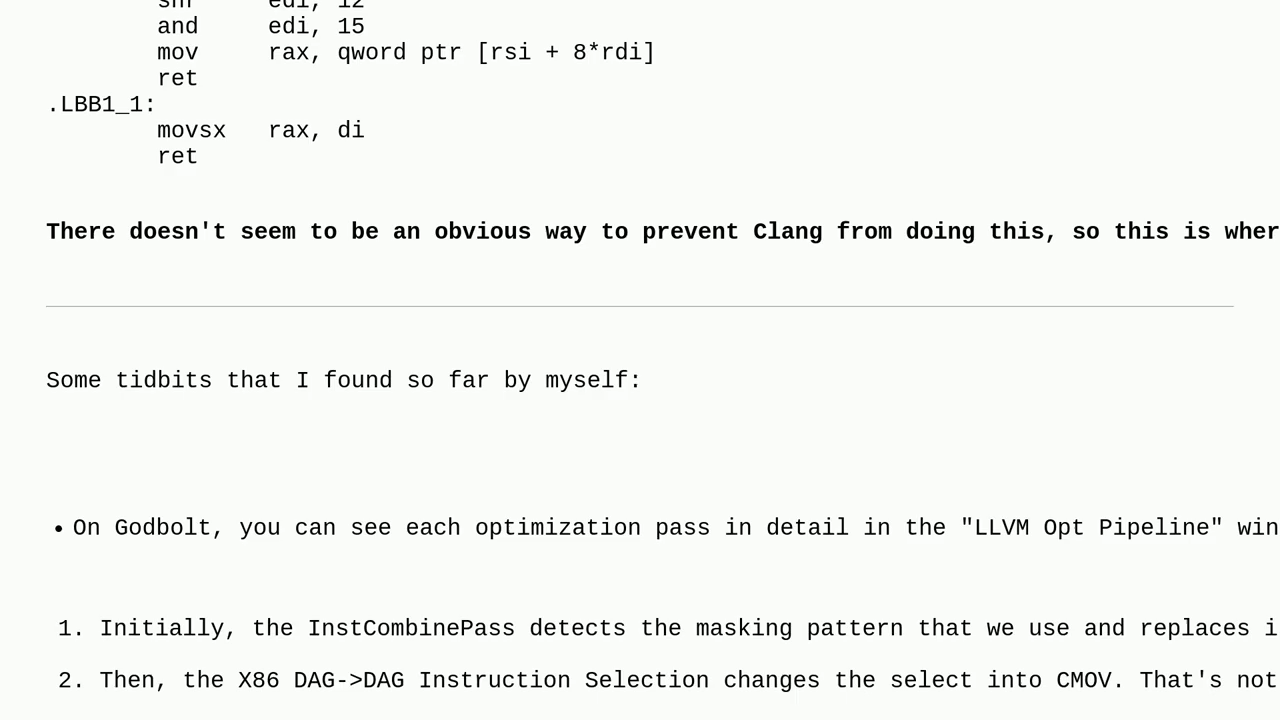 shr edi, 12
and edi, 15
mov rax, qword ptr [rsi + 8*rdi]
ret
.LBB1_1:
movsx rax, di
ret
There doesn't seem to be an obvious way to prevent Clang from doing this, so this is wher
Some tidbits that I found so far by myself:
• On Godbolt, you can see each optimization pass in detail in the "LLVM Opt Pipeline" win
1. Initially, the InstCombinePass detects the masking pattern that we use and replaces i
2. Then, the X86 DAG->DAG Instruction Selection changes the select into CMOV. That's not